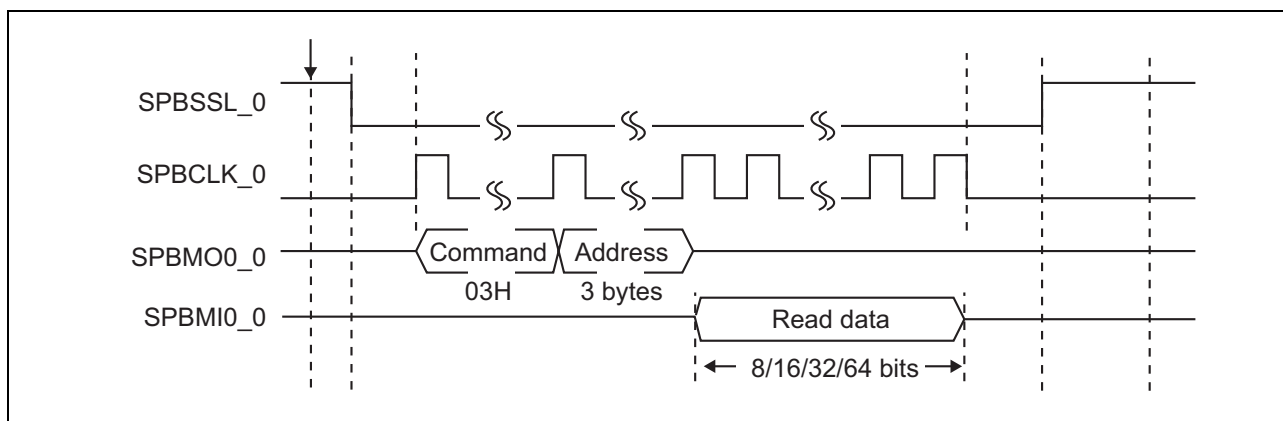 SPBSSL_0
SPBCLK_0
SPBMO0_0
Command
Address
03H
3 bytes
SPBMI0_0
Read data
8/16/32/64 bits